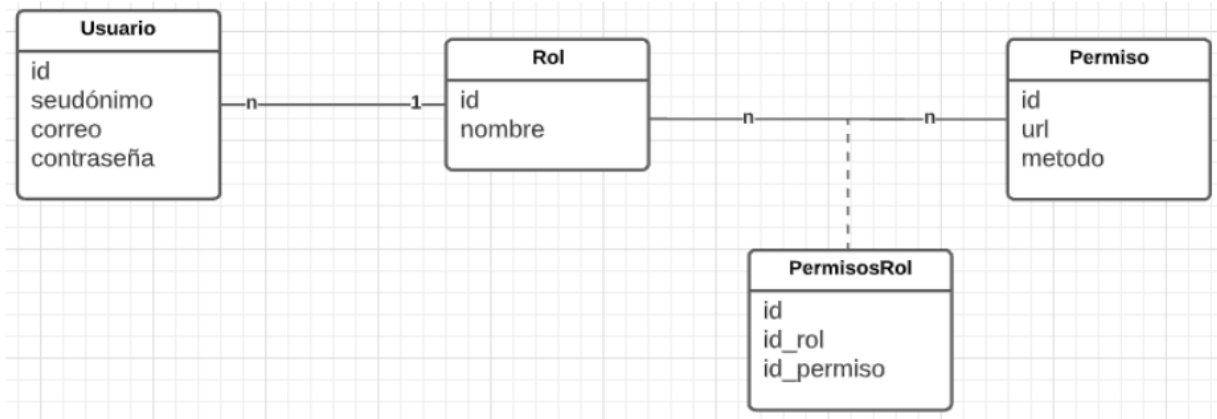 Usuario
id
seudónimo
correo
contraseña
n
1
Rol
id
nombre
n
n
Permiso
id
url
metodo
PermisosRol
id
id_rol
id_permiso